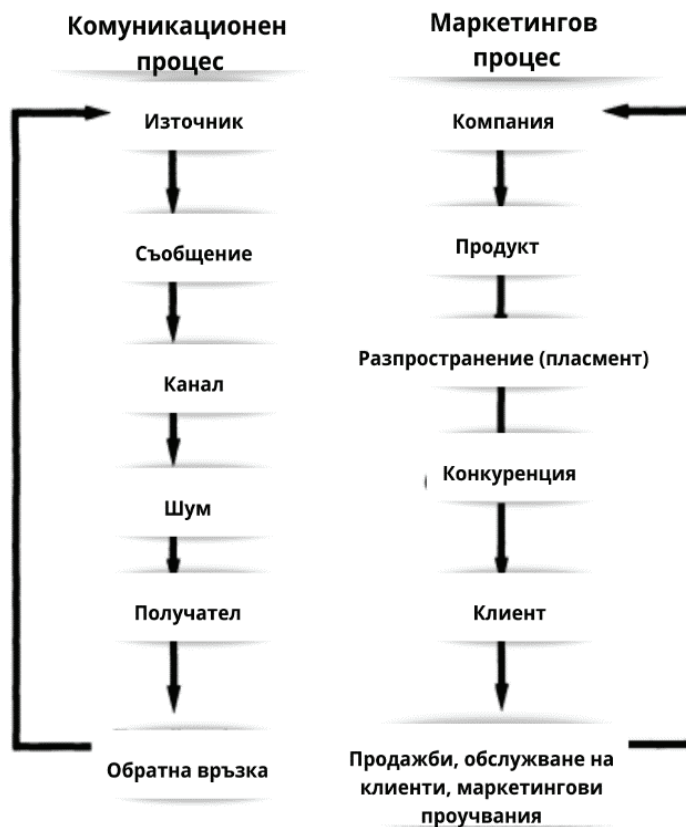 Комуникационен
процес
Източник
Съобщение
Канал
Шум
Получател
Обратна връзка
Маркетингов
процес
Компания
Продукт
Разпространение (пласмент)
Конкуренция
Клиент
Продажби, обслужване на
клиенти, маркетингови
проучвания